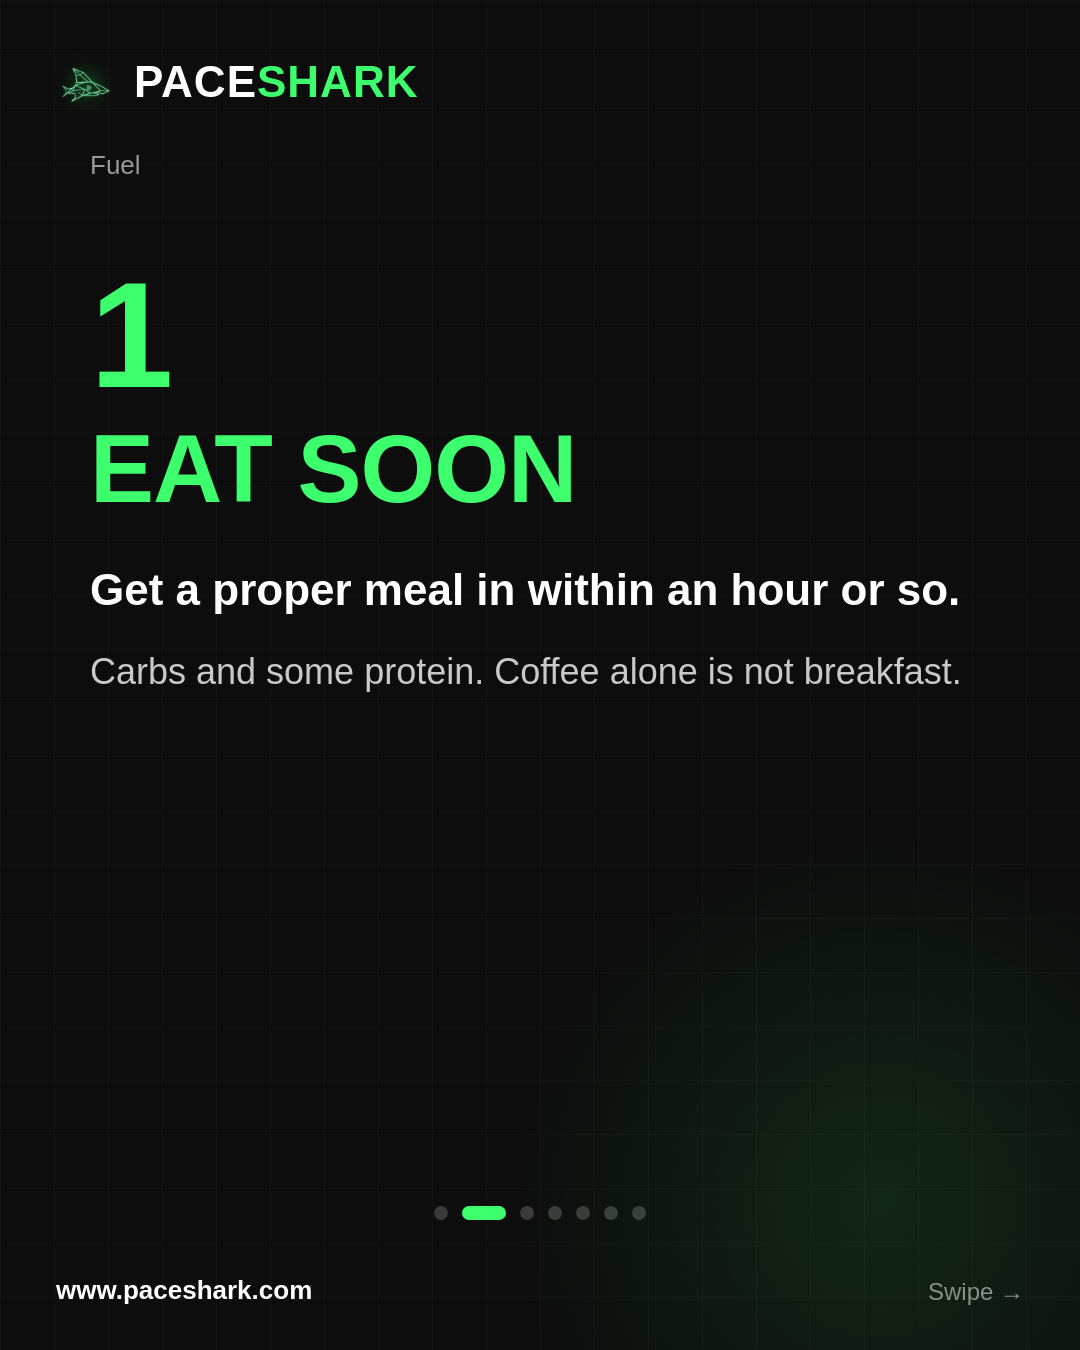 PACESHARK
Fuel
1
EAT SOON
Get a proper meal in within an hour or so.
Carbs and some protein. Coffee alone is not breakfast.
www.paceshark.com
Swipe →